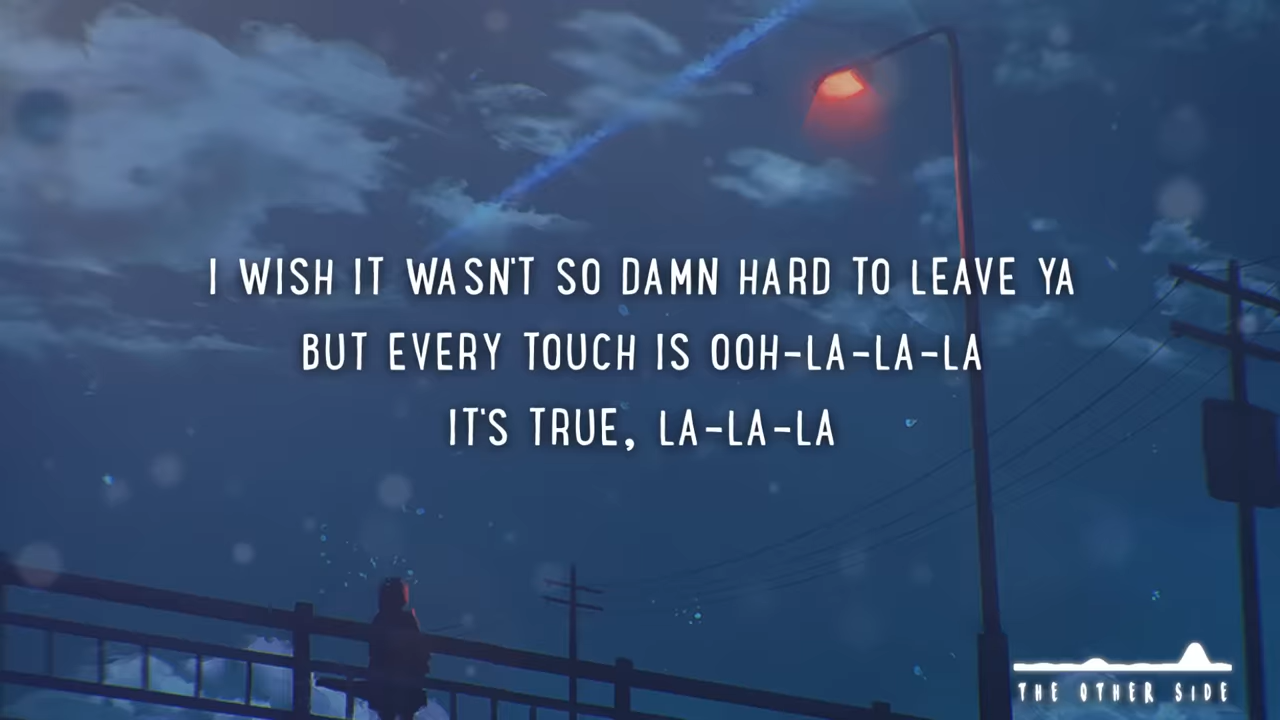 I WISH IT WASN'T SO DAMN HARD TO LEAVE YA
BUT EVERY TOUCH IS OOH-LA-LA-LA
IT'S TRUE, LA-LA-LA
THE OTHER SIDE